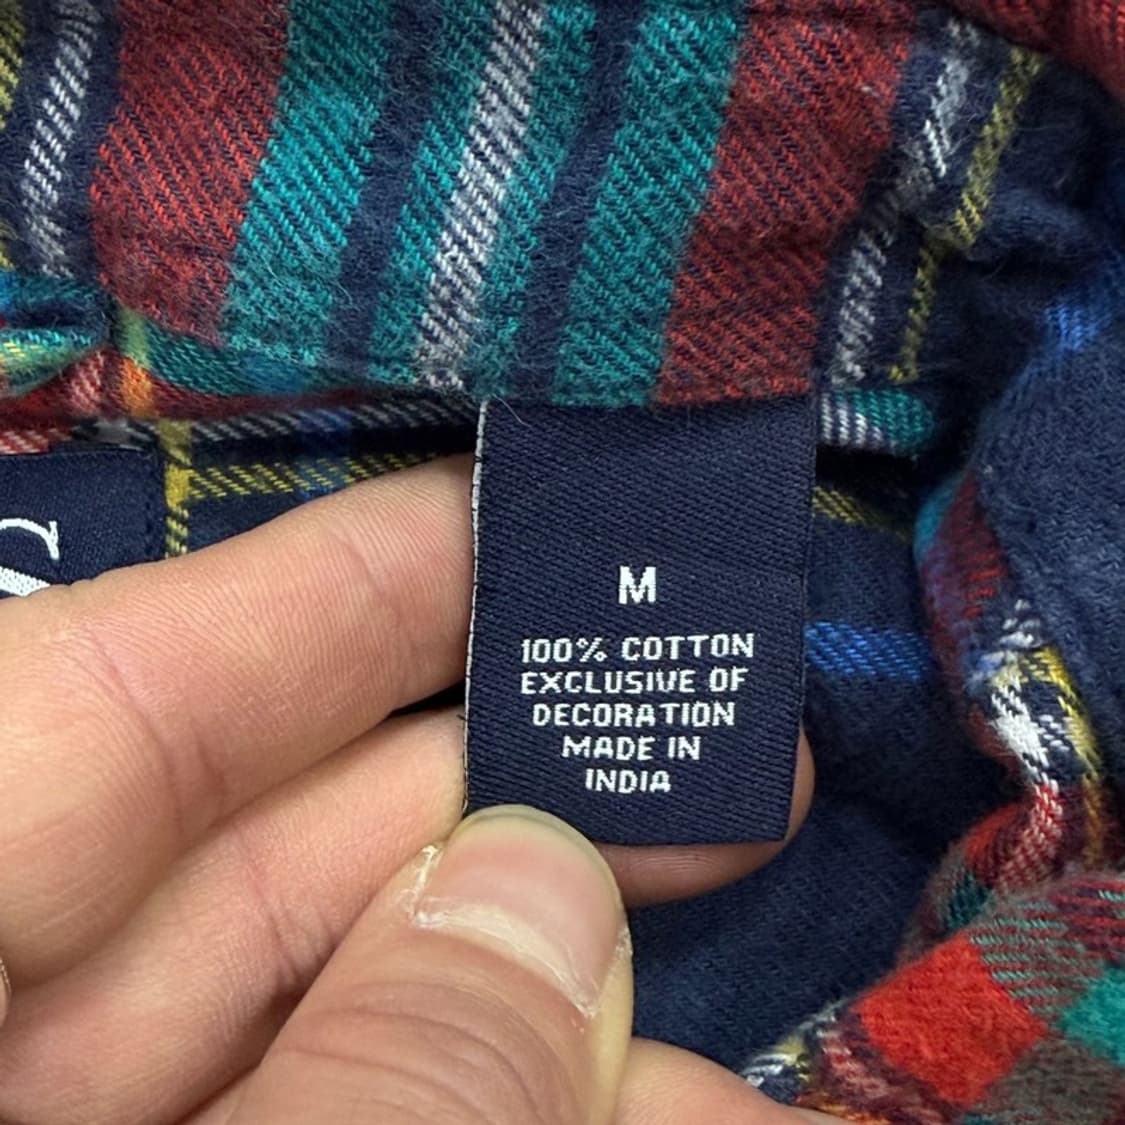 M
100% COTTON
EXCLUSIVE OF
DECORATION
MADE IN
INDIA